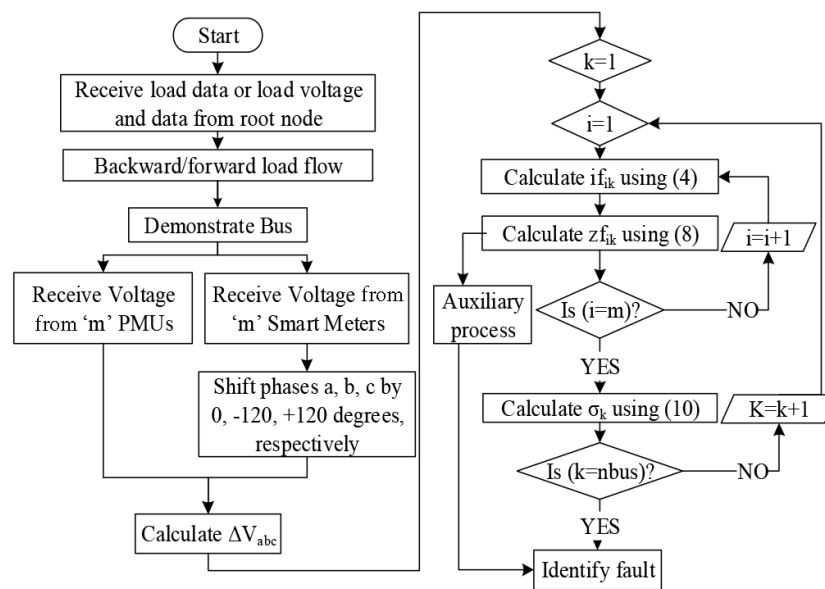 Start
Receive load data or load voltage
and data from root node
Backward/forward load flow
Demonstrate Bus
Receive Voltage
from ‘m’ PMUs
Receive Voltage from
‘m’ Smart Meters
Shift phases a, b, c by
0, -120, +120 degrees,
respectively
Calculate ΔVabc
k=1
i=1
Calculate ifik using (4)
Calculate zfik using (8)
i=i+1
Auxiliary
process
Is (i=m)?
NO
YES
Calculate σk using (10)
K=k+1
Is (k=nbus)?
NO
YES
Identify fault